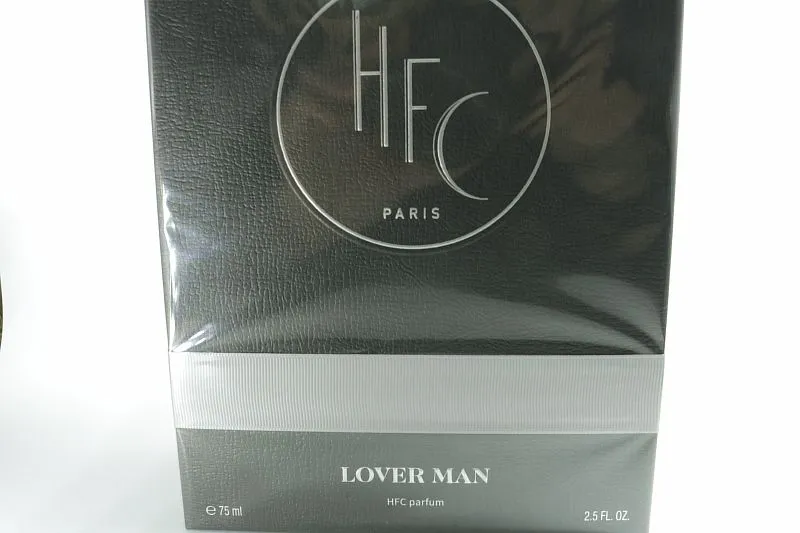 HFC
PARIS
LOVER MAN
HFC parfum
℮ 75 ml
2.5 FL. OZ.